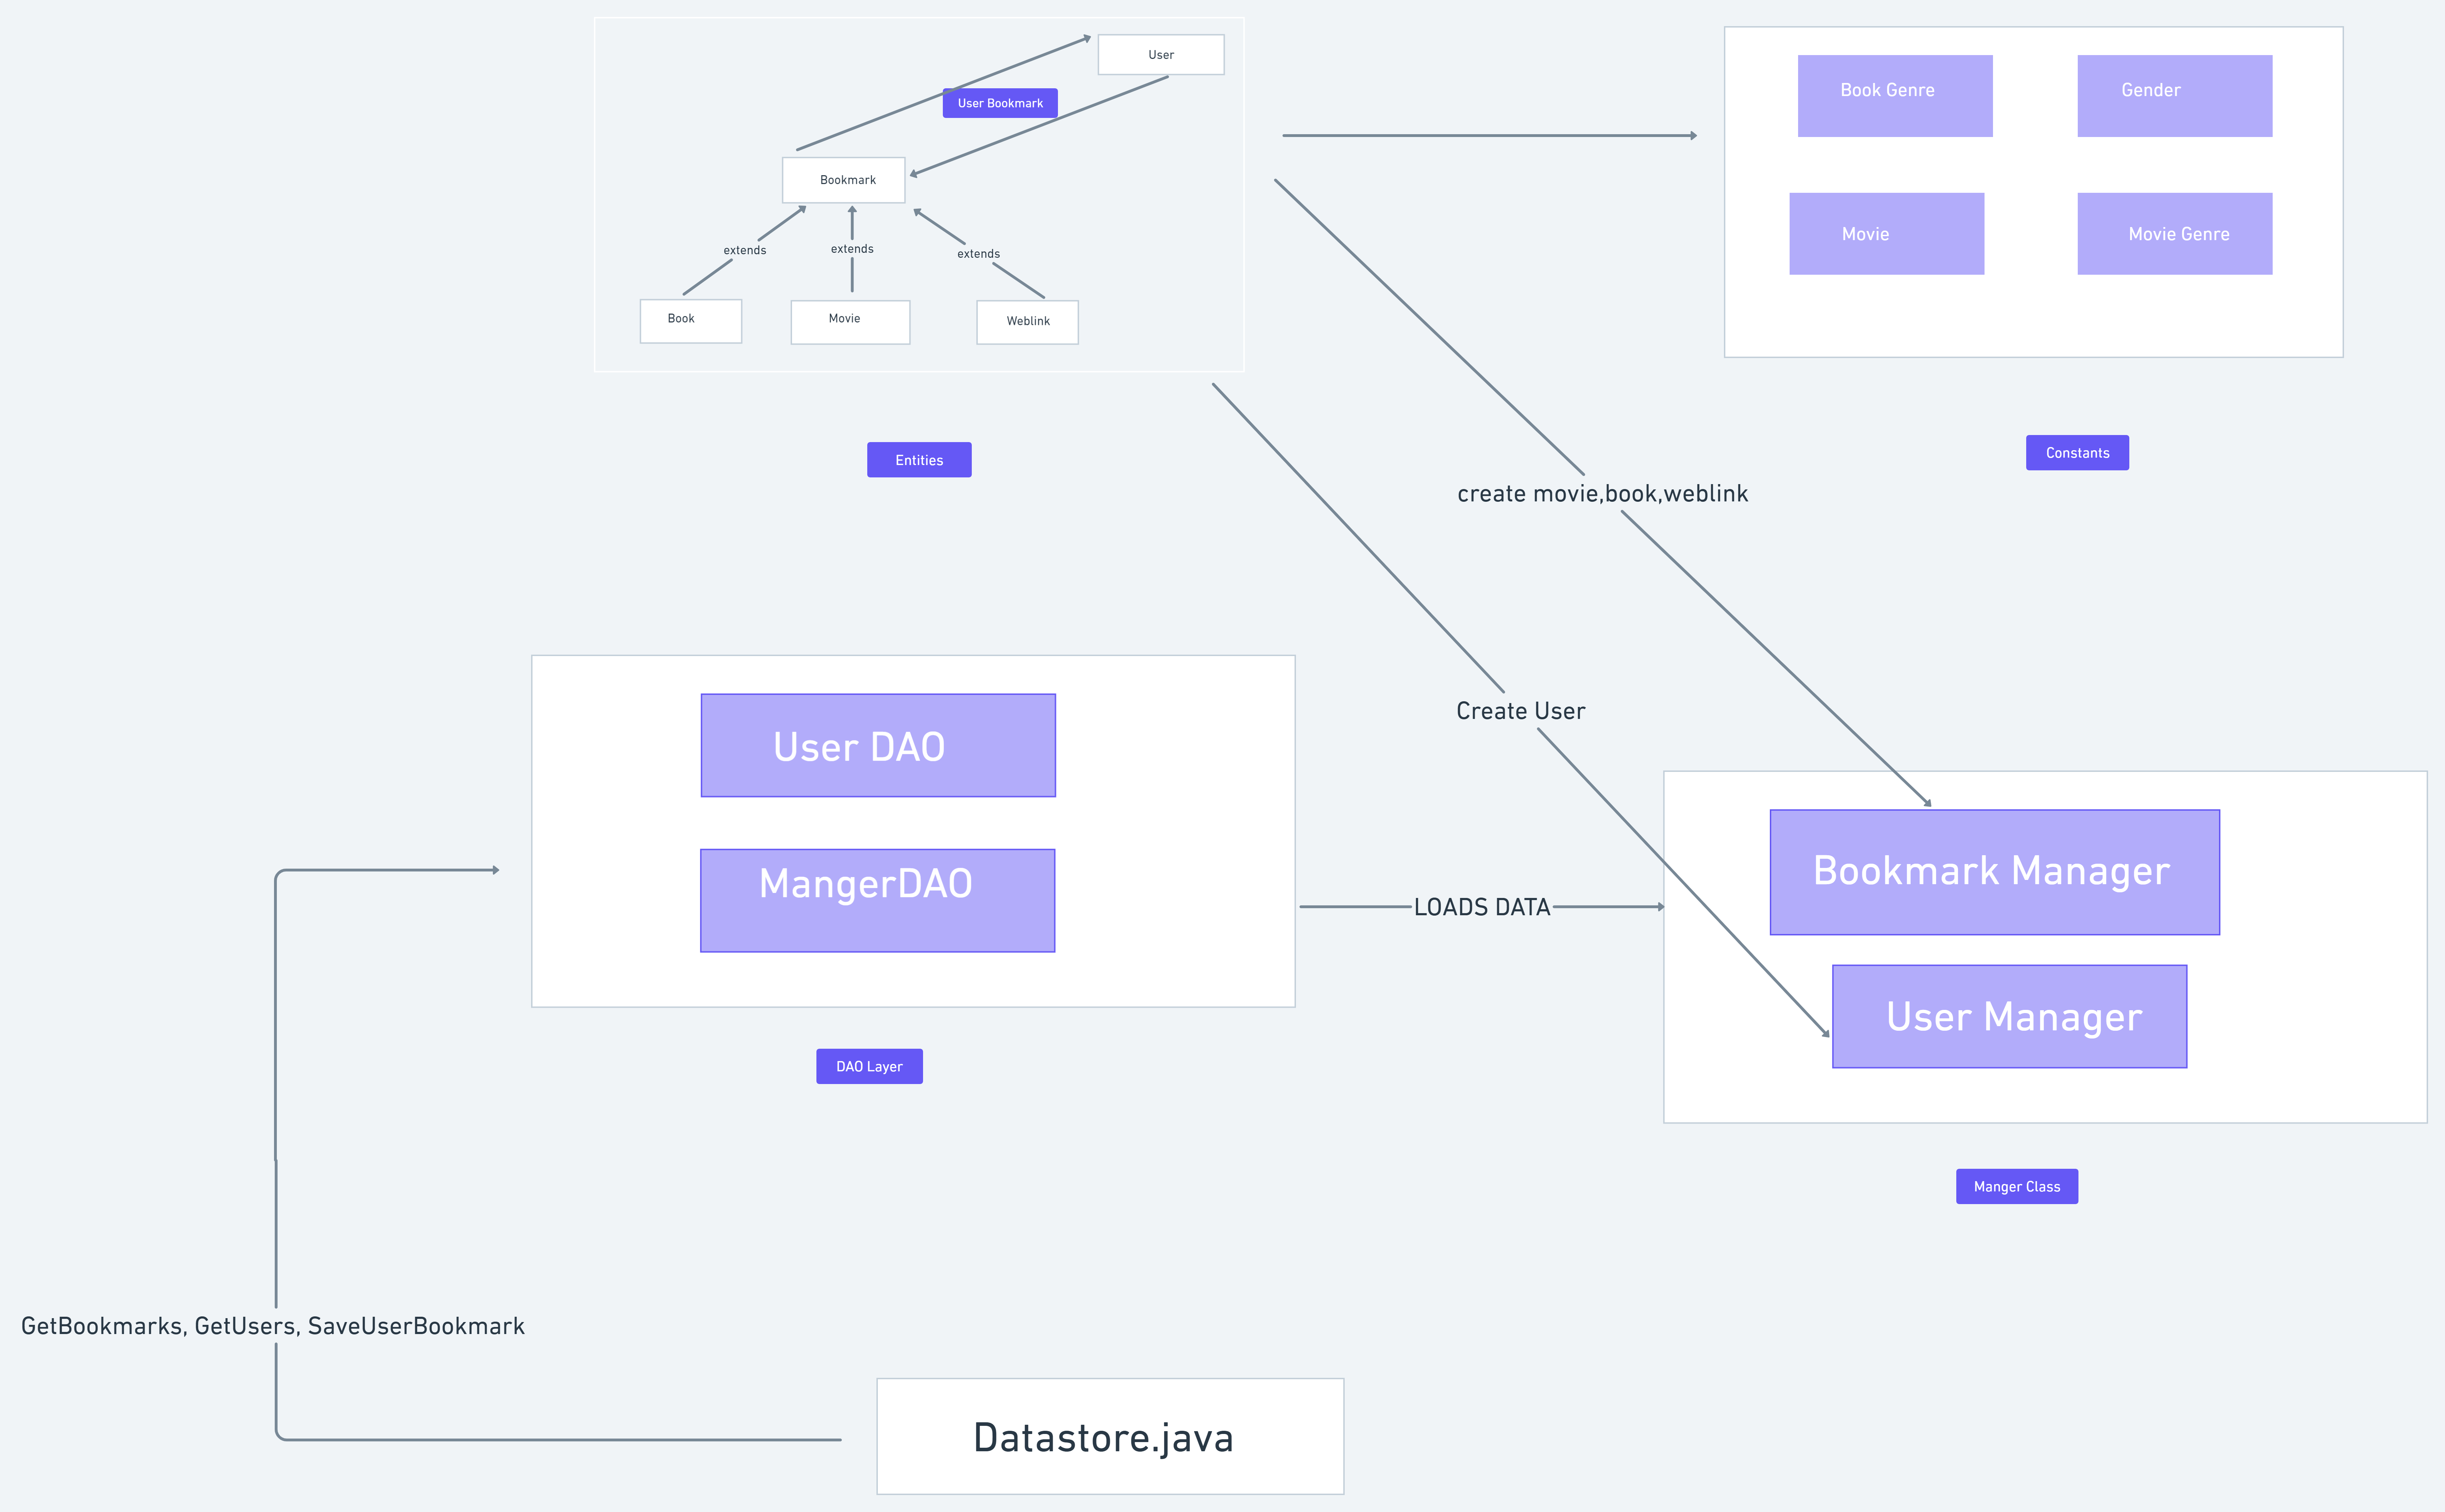 User
User Bookmark
Bookmark
extends
extends
extends
Book
Movie
Weblink
Entities
Book Genre
Gender
Movie
Movie Genre
Constants
create movie,book,weblink
Create User
User DAO
MangerDAO
DAO Layer
LOADS DATA
Bookmark Manager
User Manager
Manger Class
GetBookmarks, GetUsers, SaveUserBookmark
Datastore.java